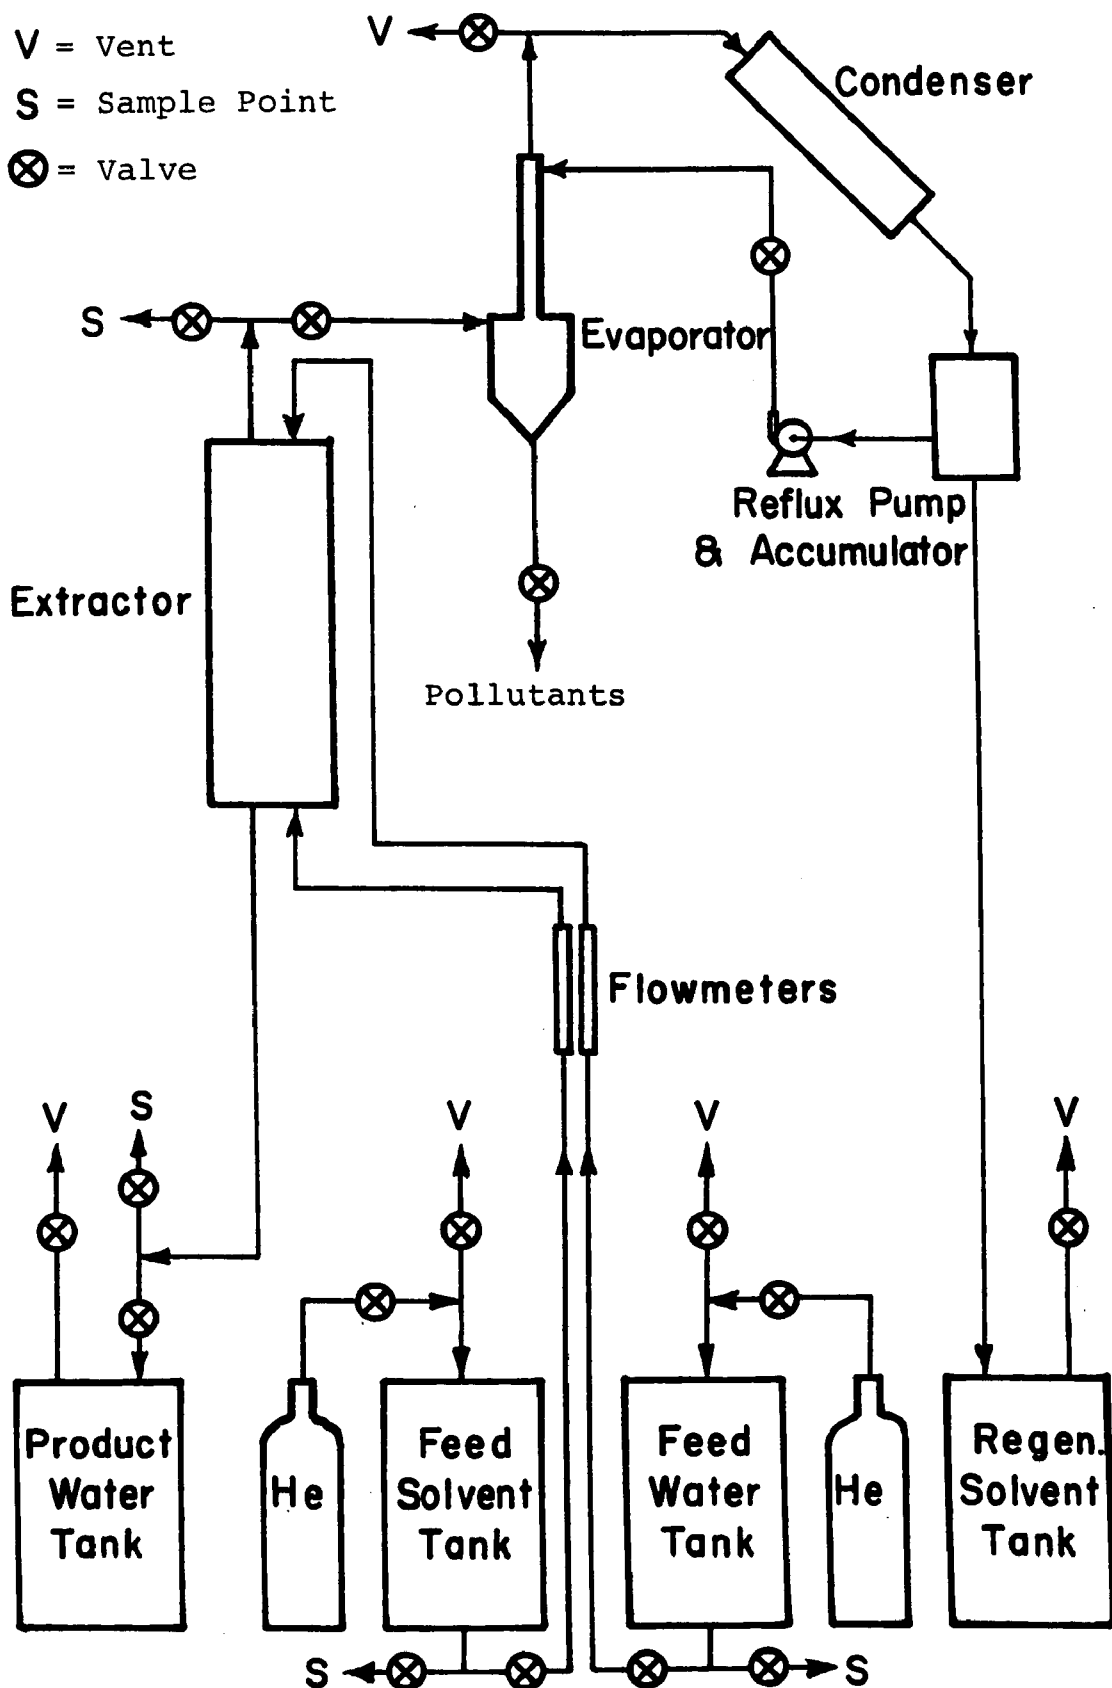 V = Vent
S = Sample Point
= Valve
V
Condenser
S
Evaporator
Reflux Pump
& Accumulator
Extractor
Pollutants
Flowmeters
V
S
V
V
V
Product
Water
Tank
He
Feed
Solvent
Tank
Feed
Water
Tank
He
Regen.
Solvent
Tank
S
S